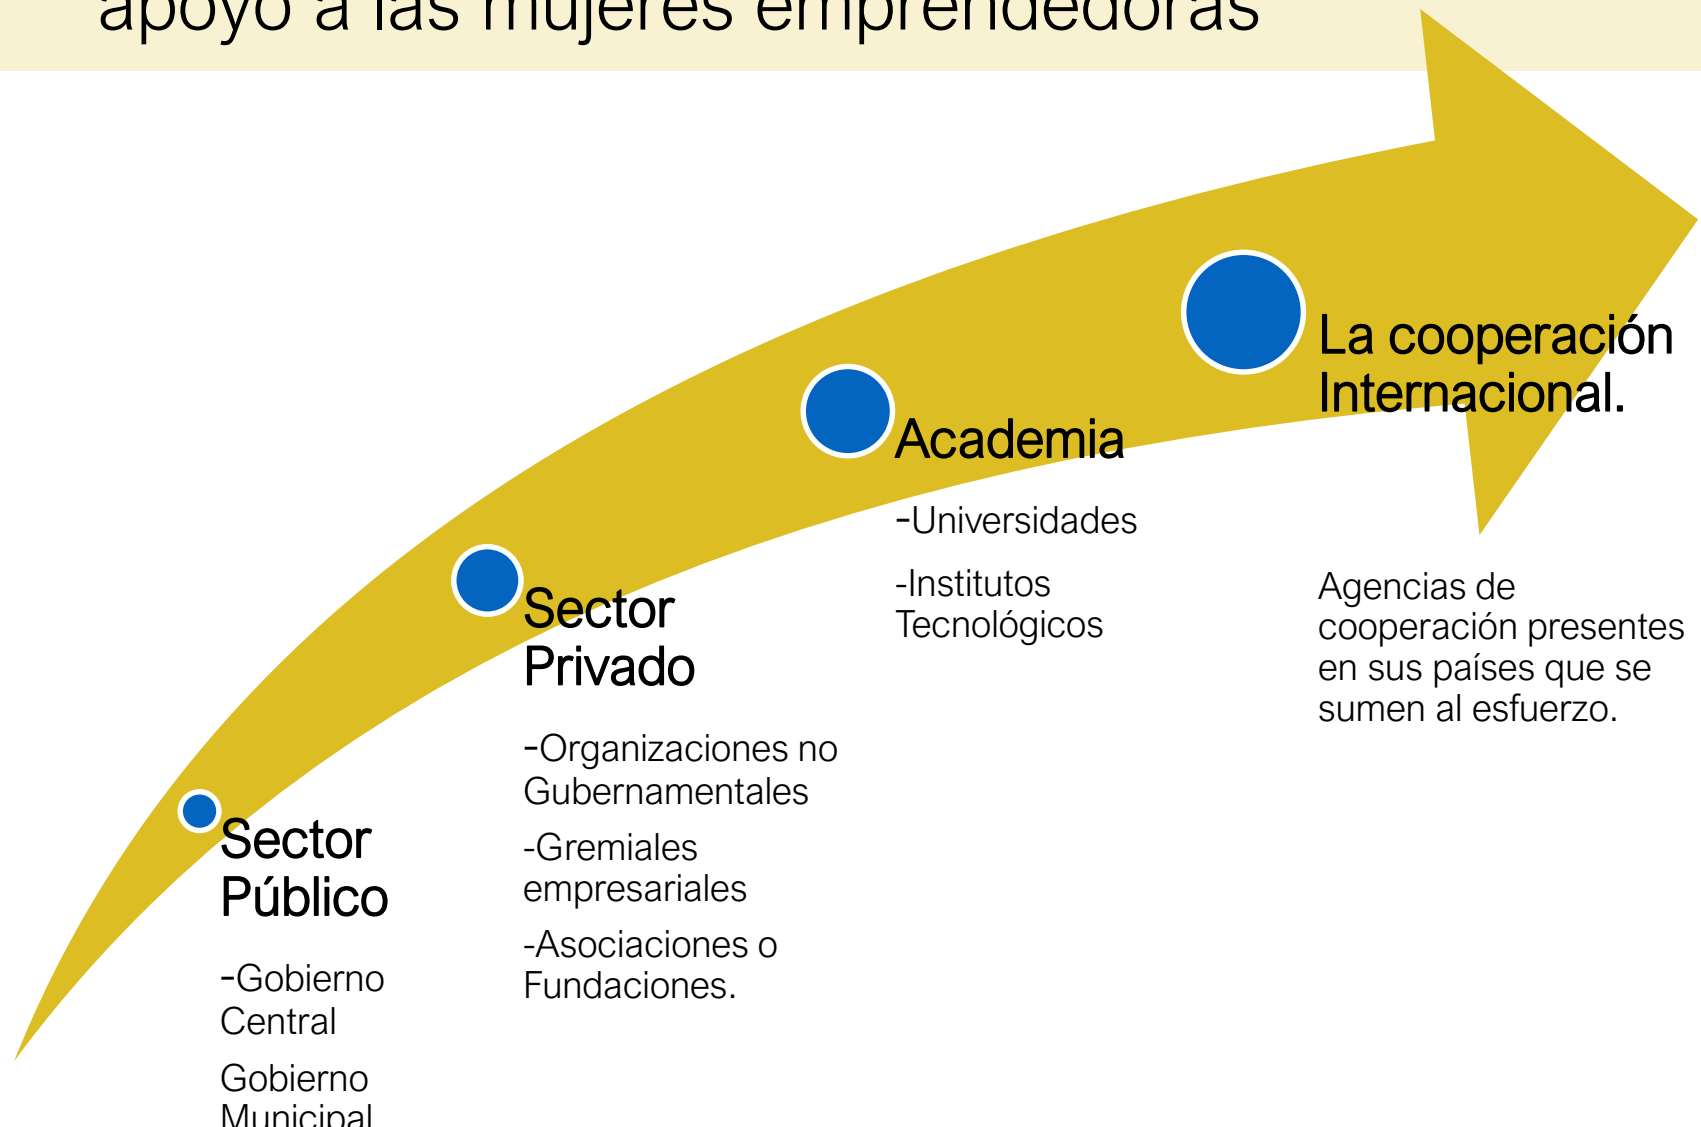 apoyo a las mujeres emprendedoras
La cooperación
Internacional.
Agencias de
cooperación presentes
en sus países que se
sumen al esfuerzo.
Academia
-Universidades
-Institutos
Tecnológicos
Sector
Privado
-Organizaciones no
Gubernamentales
-Gremiales
empresariales
-Asociaciones o
Fundaciones.
Sector
Público
-Gobierno
Central
Gobierno
Municipal